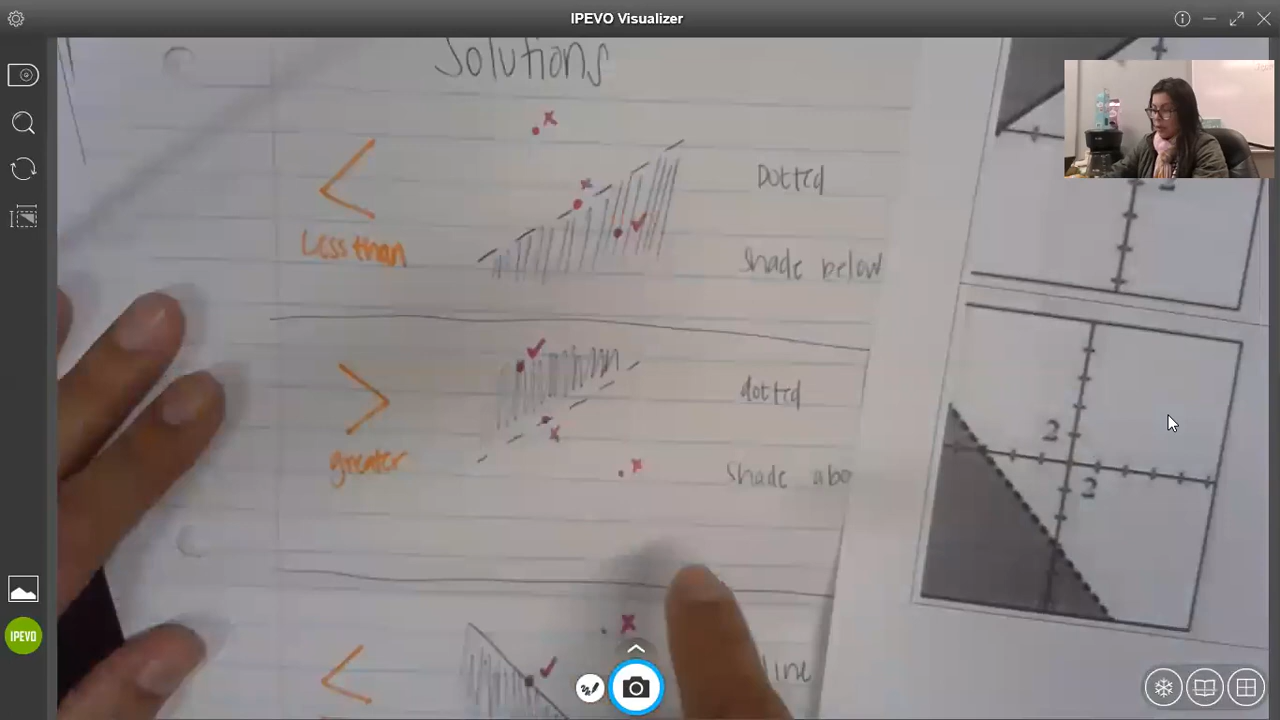 IPEVO Visualizer
Solutions
<
Less than
Dotted
Shade below
>
greater
dotted
Shade abo
<
line
2
2
IPEVO